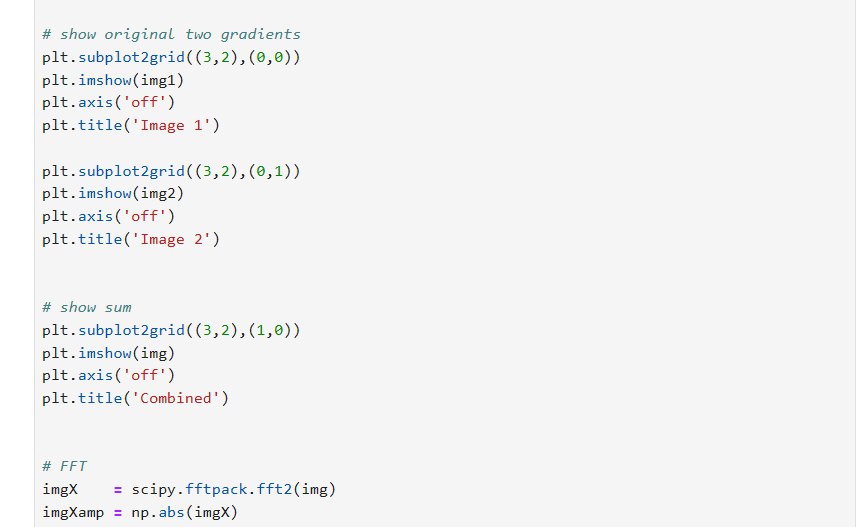 # show original two gradients
plt.subplot2grid((3,2),(0,0))
plt.imshow(img1)
plt.axis('off')
plt.title('Image 1')
plt.subplot2grid((3,2),(0,1))
plt.imshow(img2)
plt.axis('off')
plt.title('Image 2')
# show sum
plt.subplot2grid((3,2),(1,0))
plt.imshow(img)
plt.axis('off')
plt.title('Combined')
# FFT
imgX    = scipy.fftpack.fft2(img)
imgXamp = np.abs(imgX)